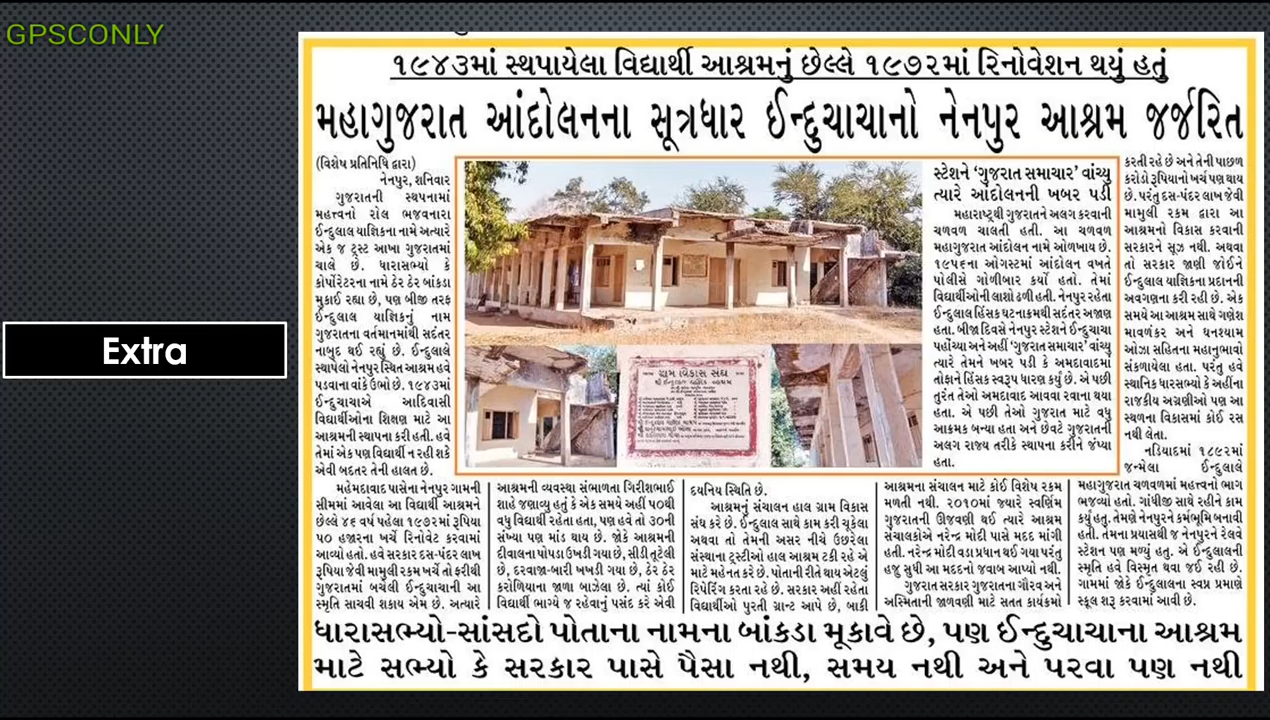 GPSCONLY
Extra
૧૯૪૩માં સ્થપાયેલા વિદ્યાર્થી આશ્રમનું છેલ્લે ૧૯૭૨માં રિનોવેશન થયું હતું
મહાગુજરાત આંદોલનના સૂત્રધાર ઈન્દુચાચાનો નેનપુર આશ્રમ જર્જરિત
(વિશેષ પ્રતિનિધિ દ્વારા)
નેનપુર, શનિવાર
ગુજરાતની સ્થપનામાં
મહત્ત્વનો રોલ ભજવનારા
ઈન્દુલાલ યાજ્ઞિકના નામે અત્યારે
એક જ ટ્રસ્ટ આખા ગુજરાતમાં
ચાલે છે. ધારાસભ્યો કે
કોર્પોરેટરના નામે ઠેર ઠેર બાંકડા
મુકાઈ રહ્યા છે, પણ બીજી તરફ
ઈન્દુલાલ યાજ્ઞિકનું નામ
ગુજરાતના વર્તમાનમાંથી સદંતર
નાબુદ થઈ રહ્યું છે. ઈન્દુલાલે
સ્થાપેલો નેનપુર સ્થિત આશ્રમ હવે
પડવાના વાંકે ઉભો છે. ૧૯૪૩માં
ઈન્દુચાચાએ આદિવાસી
વિદ્યાર્થીઓના શિક્ષણ માટે આ
આશ્રમની સ્થાપના કરી હતી. હવે
તેમાં એક પણ વિદ્યાર્થી ન રહી શકે
એવી બદતર તેની હાલત છે.
મહેમદાવાદ પાસેના નેનપુર ગામની
સીમમાં આવેલા આ વિદ્યાર્થી આશ્રમને
છેલ્લે ૪૬ વર્ષ પહેલા ૧૯૭૨માં રૂપિયા
૫૦ હજારના ખર્ચે રિનોવેટ કરવામાં
આવ્યો હતો. હવે સરકાર દસ-પંદર લાખ
રૂપિયા જેવી મામુલી રકમ ખર્ચે તો ફરીથી
ગુજરાતમાં બચેલી ઈન્દુચાચાની આ
સ્મૃતિ સાચવી શકાય એમ છે. અત્યારે
આશ્રમની વ્યવસ્થા સંભાળતા ગિરીશભાઈ
શાહે જણાવ્યુ હતું કે એક સમયે અહીં ૫૦થી
વધુ વિદ્યાર્થી રહેતા હતા, પણ હવે તો ૩૦ની
સંખ્યા પણ માંડ થાય છે. જોકે આશ્રમની
દીવાલના પોપડા ઉખડી ગયા છે, સીડી તૂટેલી
છે, દરવાજા-બારી ખખડી ગયા છે, ઠેર ઠેર
કરોળિયાના જાળા બાઝેલા છે. ત્યાં કોઈ
વિદ્યાર્થી ભાગ્યે જ રહેવાનું પસંદ કરે એવી
દયનિય સ્થિતિ છે.
આશ્રમનું સંચાલન હાલ ગ્રામ વિકાસ
સંઘ કરે છે. ઈન્દુલાલ સાથે કામ કરી ચૂકેલા
અથવા તો તેમની અસર નીચે ઉછરેલા
સંસ્થાના ટ્રસ્ટીઓ હાલ આશ્રમ ટકી રહે એ
માટે મહેનત કરે છે. પોતાની રીતે થાય એટલું
રિપેરિંગ કરતા રહે છે. સરકાર અહીં રહેતા
વિદ્યાર્થીઓ પુરતી ગ્રાન્ટ આપે છે, બાકી
આશ્રમના સંચાલન માટે કોઈ વિશેષ રકમ
મળતી નથી. ૨૦૧૦માં જ્યારે સ્વર્ણિમ
ગુજરાતની ઊજવણી થઈ ત્યારે આશ્રમ
સંચાલકોએ નરેન્દ્ર મોદી પાસે મદદ માંગી
હતી. નરેન્દ્ર મોદી વડા પ્રધાન થઈ ગયા પરંતુ
હજુ સુધી આ મદદનો જવાબ આપ્યો નથી.
ગુજરાત સરકાર ગુજરાતના ગૌરવ અને
અસ્મિતાની જાળવણી માટે સતત કાર્યક્રમો
કરતી રહે છે અને તેની પાછળ
કરોડો રૂપિયાનો ખર્ચ પણ થાય
છે. પરંતુ દસ-પંદર લાખ જેવી
મામુલી રકમ દ્વારા આ
આશ્રમનો વિકાસ કરવાની
સરકારને સૂઝ નથી. અથવા
તો સરકાર જાણી જોઈને
ઈન્દુલાલ યાજ્ઞિકના પ્રદાનની
અવગણના કરી રહી છે. એક
સમયે આ આશ્રમ સાથે ગણેશ
માવળંકર અને ઘનશ્યામ
ઓઝા સહિતના મહાનુભાવો
સંકળાયેલા હતા. પરંતુ હવે
સ્થાનિક ધારસભ્યો કે અહીંના
રાજકીય અગ્રણીઓ પણ આ
સ્થળના વિકાસમાં કોઈ રસ
નથી લેતા.
નડિયાદમાં ૧૮૯૨માં
જન્મેલા ઈન્દુલાલે
મહાગુજરાત ચળવળમાં મહત્ત્વનો ભાગ
ભજવ્યો હતો. ગાંધીજી સાથે રહીને કામ
કર્યું હતુ. તેમણે નેનપુરને કર્મભૂમિ બનાવી
હતી. તેમના પ્રયાસથી જ નેનપુરને રેલવે
સ્ટેશન પણ મળ્યું હતુ. એ ઈન્દુલાલની
સ્મૃતિ હવે વિસ્મૃત થવા જઈ રહી છે.
ગામમાં જોકે ઈન્દુલાલના સ્વપ્ન પ્રમાણે
સ્કૂલ શરૂ કરવામાં આવી છે.
સ્ટેશને ‘ગુજરાત સમાચાર’ વાંચ્યુ
ત્યારે આંદોલનની ખબર પડી
મહારાષ્ટ્રથી ગુજરાતને અલગ કરવાની
ચળવળ ચાલતી હતી. આ ચળવળ
મહાગુજરાત આંદોલન નામે ઓળખાય છે.
૧૯૫૬ના ઓગસ્ટમાં આંદોલન વખતે
પોલીસે ગોળીબાર કર્યો હતો. તેમાં
વિદ્યાર્થીઓની લાશો ઢળી હતી. નેનપુર રહેતા
ઈન્દુલાલ હિંસક ઘટનાક્રમથી સદંતર અજાણ
હતા. બીજા દિવસે નેનપુર સ્ટેશને ઈન્દુચાચા
પહોંચ્યા અને અહીં ‘ગુજરાત સમાચાર’ વાંચ્યુ
ત્યારે તેમને ખબર પડી કે અમદાવાદમાં
તોફાને હિંસક સ્વરૂપ ધારણ કર્યું છે. એ પછી
તુરંત તેઓ અમદાવાદ આવવા રવાના થયા
હતા. એ પછી તેઓ ગુજરાત માટે વધુ
આક્રમક બન્યા હતા અને છેવટે ગુજરાતની
અલગ રાજ્ય તરીકે સ્થાપના કરીને જંપ્યા
હતા.
ગ્રામ વિકાસ સંઘ
ધારાસભ્યો-સાંસદો પોતાના નામના બાંકડા મૂકાવે છે, પણ ઈન્દુચાચાના આશ્રમ
માટે સભ્યો કે સરકાર પાસે પૈસા નથી, સમય નથી અને પરવા પણ નથી